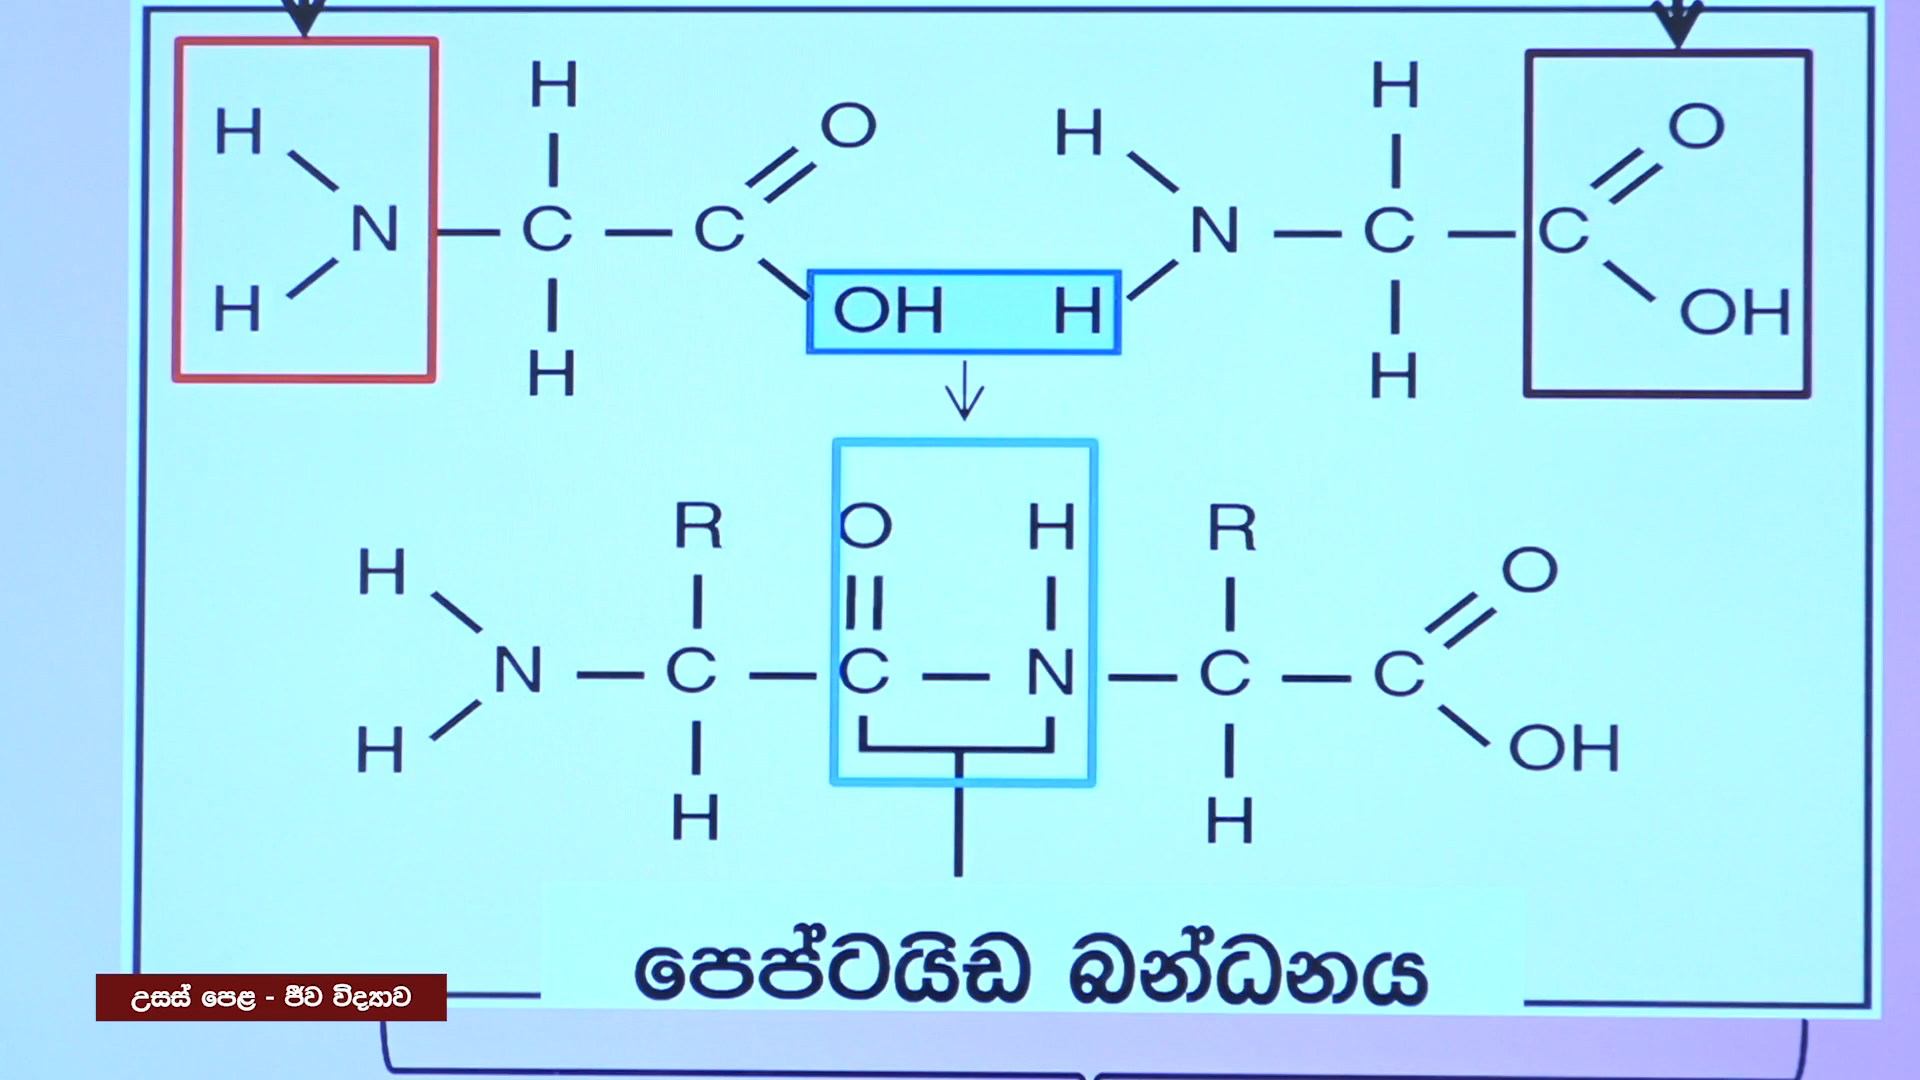 H H O H H O
N — C — C N — C — C
H OH H OH
H H
R O H R
H O
N — C — C — N — C — C
H OH
H H
පෙප්ටයිඩ බන්ධනය
උසස් පෙළ - ජීව විද්‍යාව